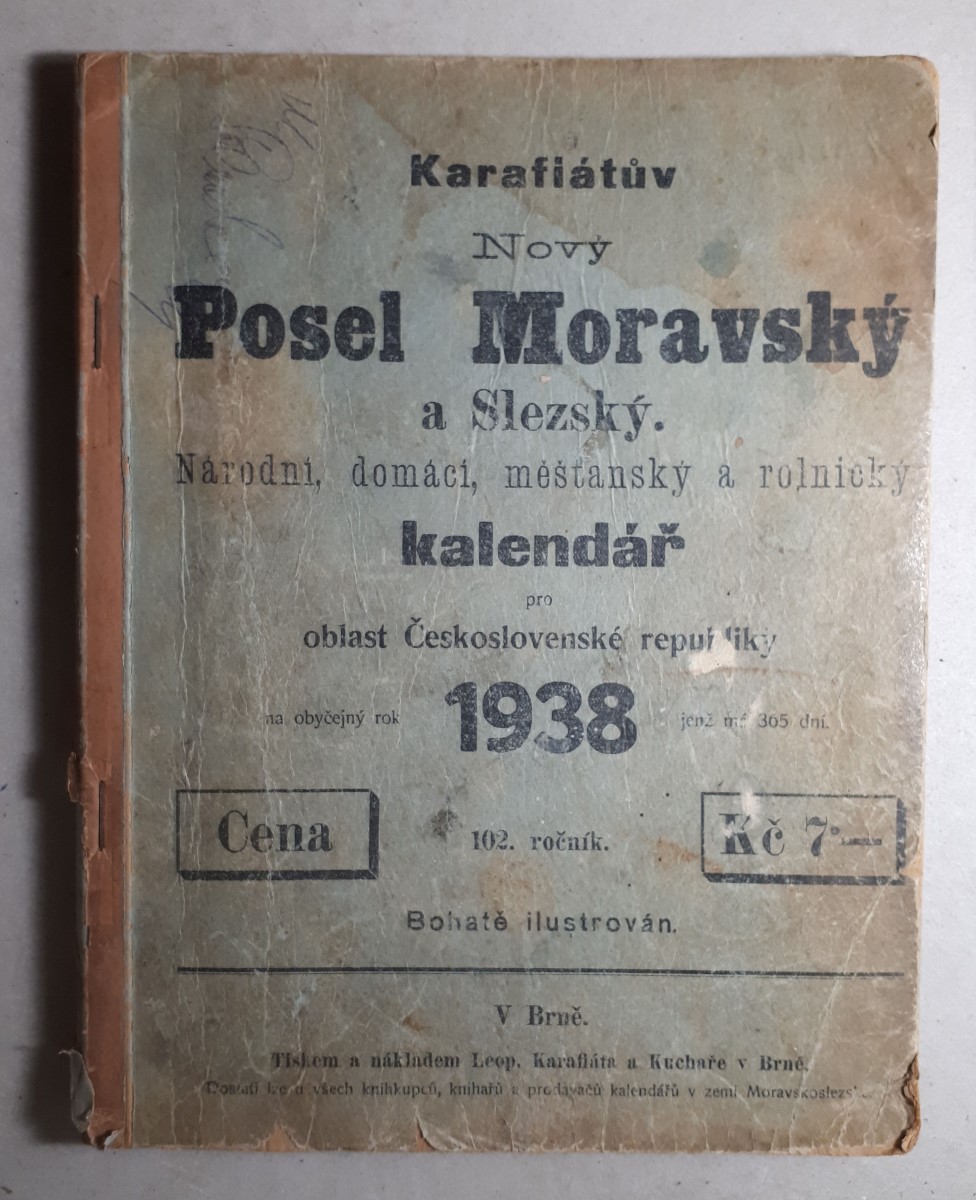 Karafiátův
Nový
Posel Moravský
a Slezský.
Národní, domácí, měšťanský a rolnický
kalendář
pro
oblast Československé republiky
na obyčejný rok 1938 jenž má 365 dní.
Cena 102. ročník. Kč 7·—
Bohatě ilustrován.
V Brně.
Tiskem a nákladem Leop. Karafiáta a Kuchaře v Brně.
Dostati lze u všech knihkupců, knihařů a prodavačů kalendářů v zemi